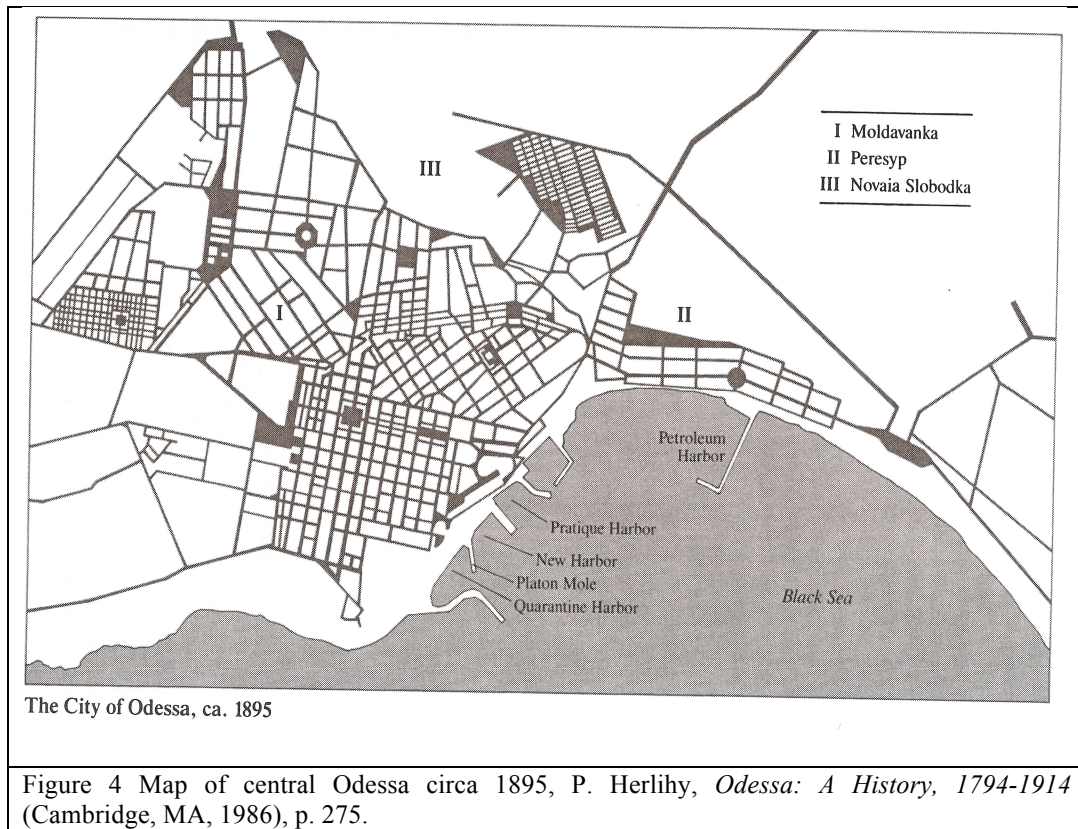 I Moldavanka
II Peresyp
III Novaia Slobodka
III
I
II
Petroleum
Harbor
Pratique Harbor
New Harbor
Platon Mole
Quarantine Harbor
Black Sea
The City of Odessa, ca. 1895
Figure 4 Map of central Odessa circa 1895, P. Herlihy, Odessa: A History, 1794-1914
(Cambridge, MA, 1986), p. 275.